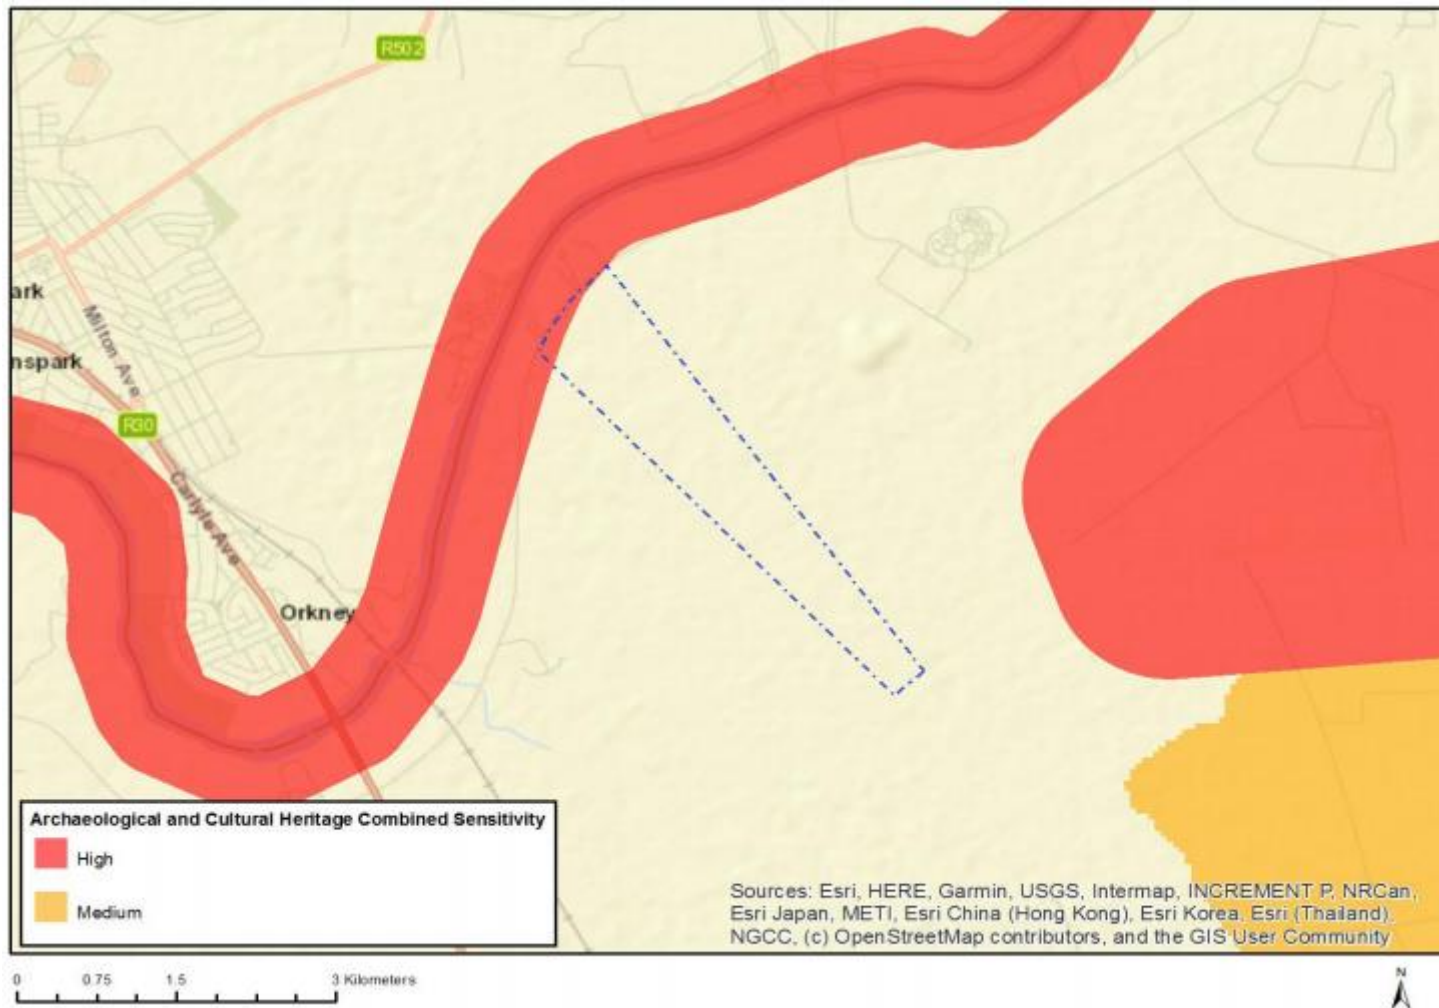 R502
ark
Milton Ave
nspark
R30
Carlyle Ave
Orkney
Archaeological and Cultural Heritage Combined Sensitivity
High
Medium
Sources: Esri, HERE, Garmin, USGS, Intermap, INCREMENT P, NRCan,
Esri Japan, METI, Esri China (Hong Kong), Esri Korea, Esri (Thailand),
NGCC, (c) OpenStreetMap contributors, and the GIS User Community
0 0.75 1.5 3 Kilometers
N